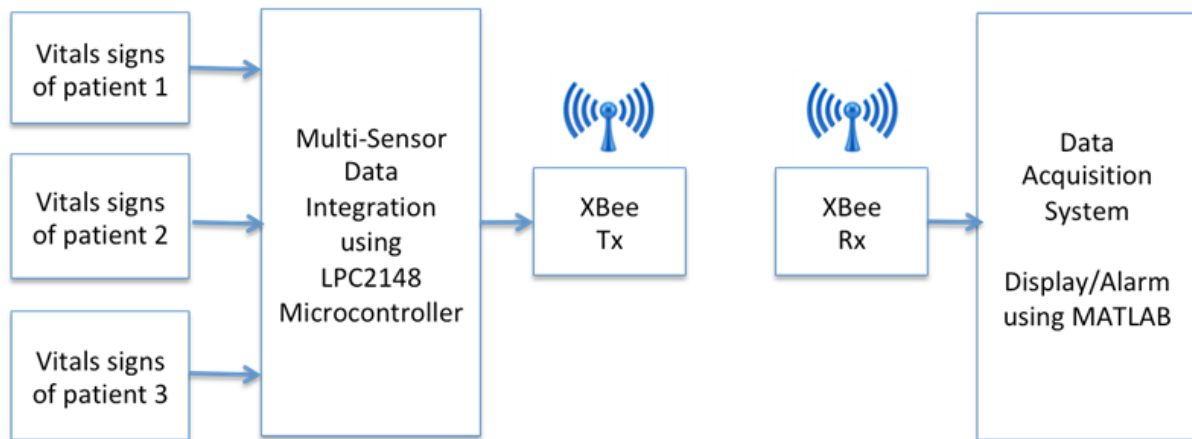 Vitals signs
of patient 1
Vitals signs
of patient 2
Vitals signs
of patient 3
Multi-Sensor
Data
Integration
using
LPC2148
Microcontroller
XBee
Tx
XBee
Rx
Data
Acquisition
System
Display/Alarm
using MATLAB